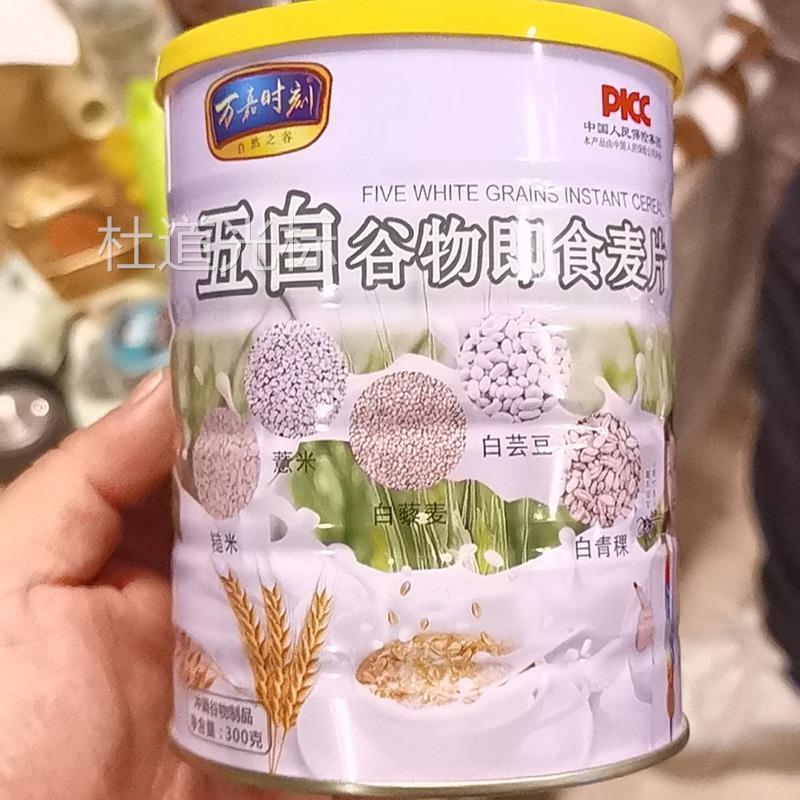 万嘉时刻
自然之谷
PICC
中国人民保险集团
FIVE WHITE GRAINS INSTANT CEREAL
五白谷物即食麦片
薏米
白芸豆
白藜麦
糙米
白青稞
冲调谷物制品
净含量:300克